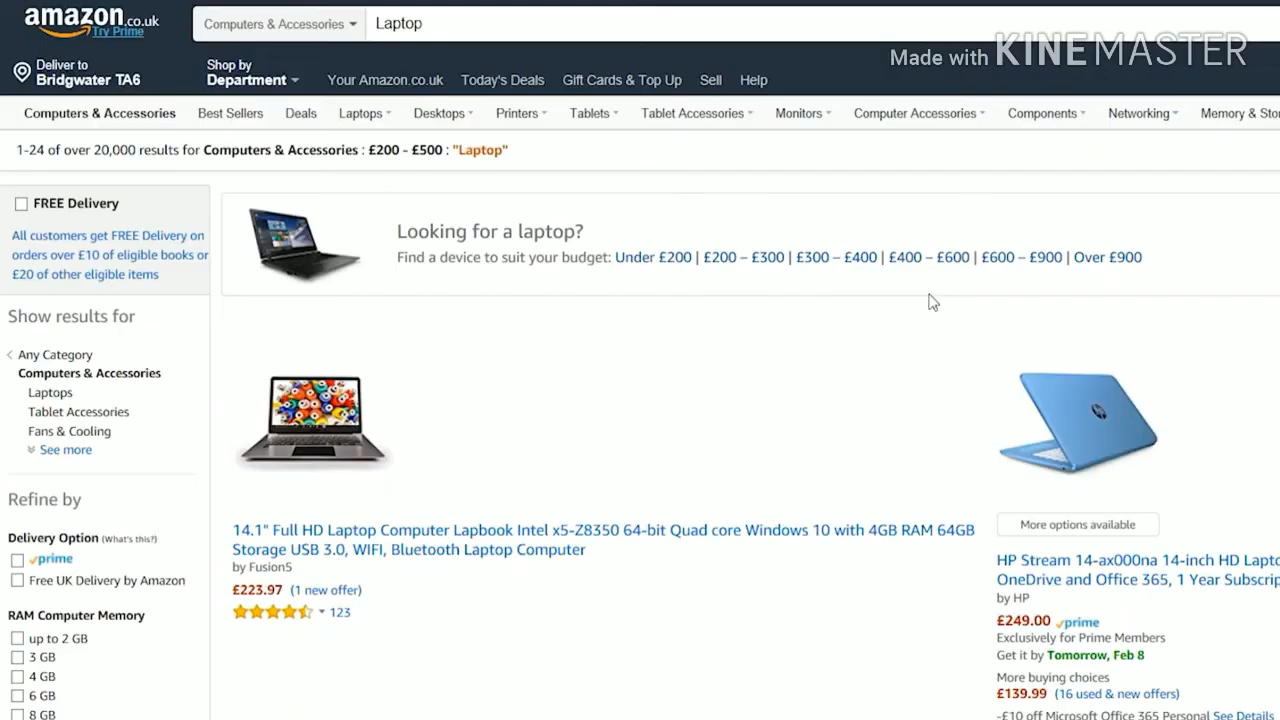 amazon.co.uk
Try Prime
Computers & Accessories
Laptop
Made with KINEMASTER
Deliver to
Bridgwater TA6
Shop by
Department
Your Amazon.co.uk
Today's Deals
Gift Cards & Top Up
Sell
Help
Computers & Accessories
Best Sellers
Deals
Laptops
Desktops
Printers
Tablets
Tablet Accessories
Monitors
Computer Accessories
Components
Networking
Memory & Sto
1-24 of over 20,000 results for Computers & Accessories : £200 - £500 : "Laptop"
FREE Delivery
All customers get FREE Delivery on
orders over £10 of eligible books or
£20 of other eligible items
Show results for
Any Category
Computers & Accessories
Laptops
Tablet Accessories
Fans & Cooling
See more
Refine by
Delivery Option (What's this?)
prime
Free UK Delivery by Amazon
RAM Computer Memory
up to 2 GB
3 GB
4 GB
6 GB
8 GB
Looking for a laptop?
Find a device to suit your budget: Under £200 | £200 – £300 | £300 – £400 | £400 – £600 | £600 – £900 | Over £900
14.1" Full HD Laptop Computer Lapbook Intel x5-Z8350 64-bit Quad core Windows 10 with 4GB RAM 64GB
Storage USB 3.0, WIFI, Bluetooth Laptop Computer
by Fusion5
£223.97 (1 new offer)
123
hp
More options available
HP Stream 14-ax000na 14-inch HD Lapto
OneDrive and Office 365, 1 Year Subscrip
by HP
£249.00 prime
Exclusively for Prime Members
Get it by Tomorrow, Feb 8
More buying choices
£139.99 (16 used & new offers)
-£10 off Microsoft Office 365 Personal See Details